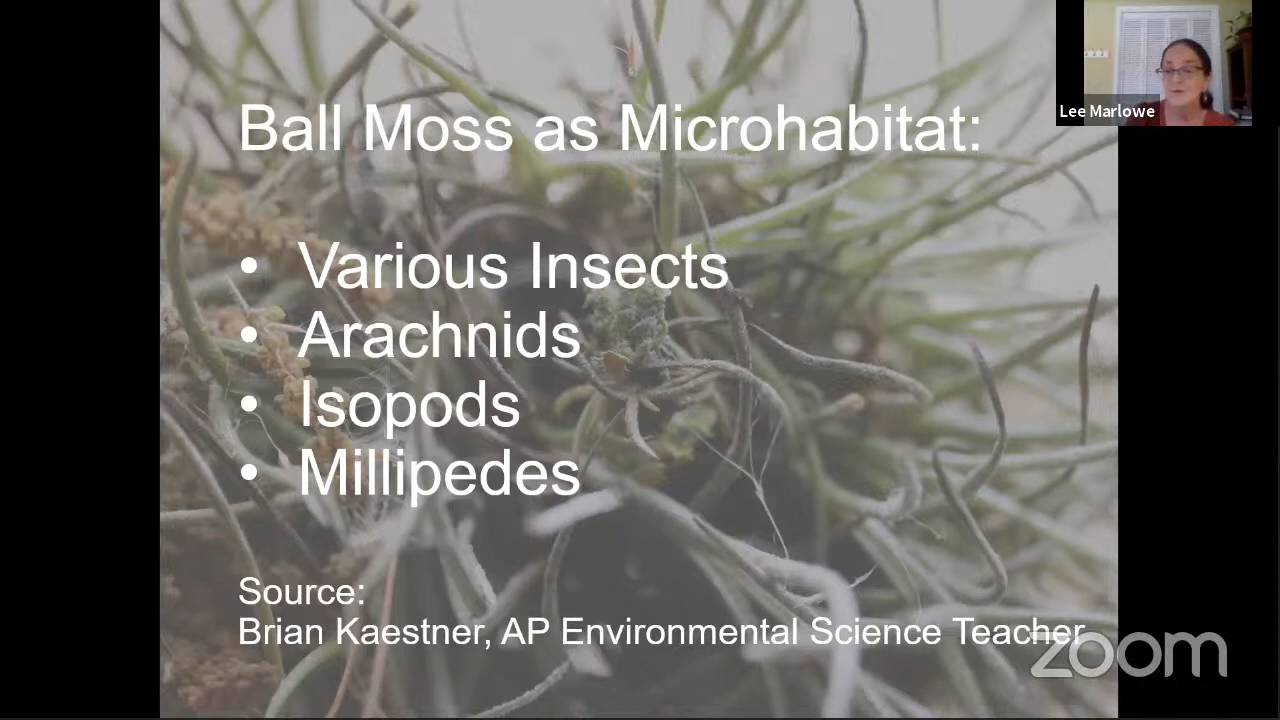 Ball Moss as Microhabitat:
• Various Insects
• Arachnids
• Isopods
• Millipedes
Source:
Brian Kaestner, AP Environmental Science Teacher
Lee Marlowe
zoom